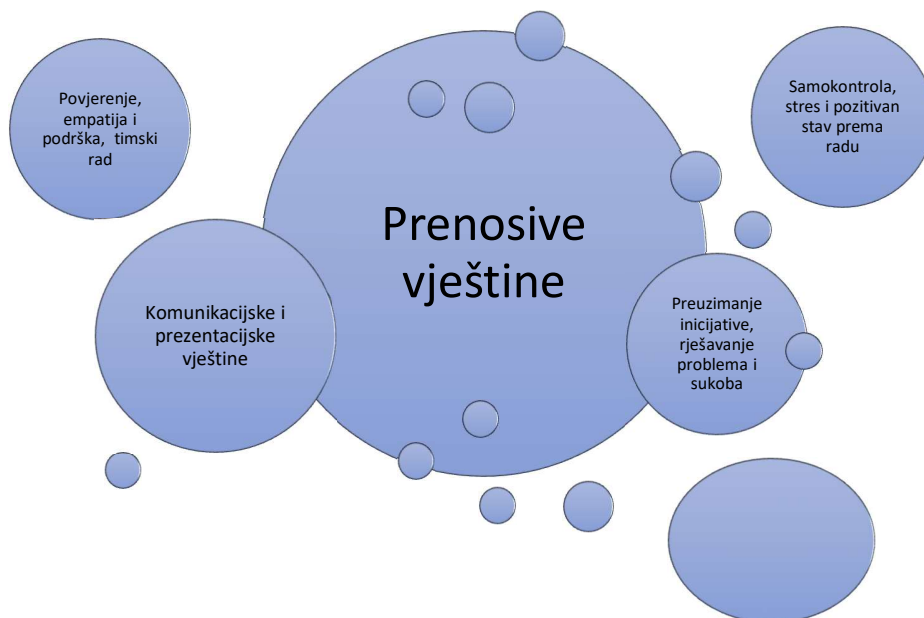 Povjerenje,
empatija i
podrška, timski
rad
Samokontrola,
stres i pozitivan
stav prema
radu
Prenosive
vještine
Komunikacijske i
prezentacijske
vještine
Preuzimanje
inicijative,
rješavanje
problema i
sukoba